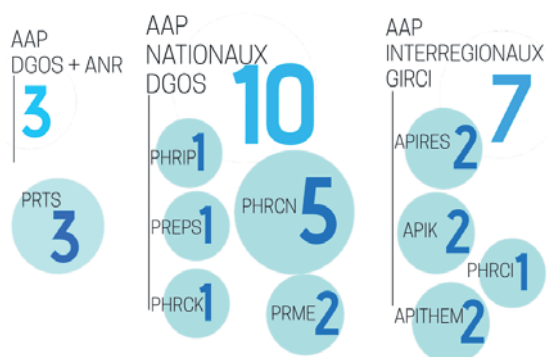 AAP
DGOS + ANR
3
PRTS
3
AAP
NATIONAUX
DGOS
10
PHRIP 1
PREPS 1
PHRCK 1
PHRCN 5
PRME 2
AAP
INTERREGIONAUX
GIRCI
7
APIRES 2
APIK 2
PHRCI 1
APITHEM 2